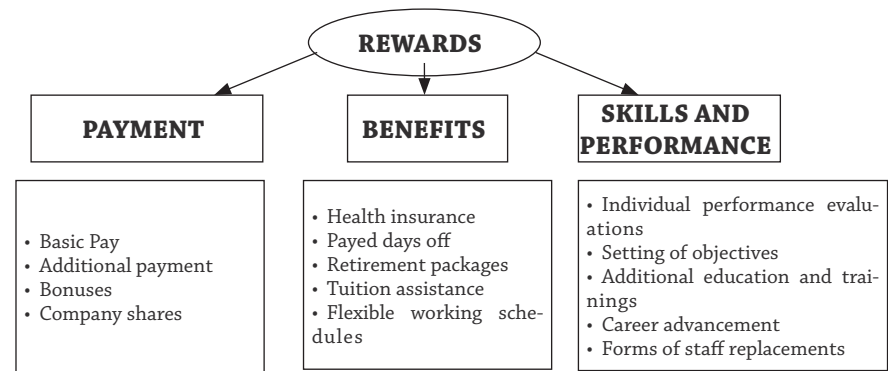 REWARDS
PAYMENT
BENEFITS
SKILLS AND
PERFORMANCE
• Basic Pay
• Additional payment
• Bonuses
• Company shares
• Health insurance
• Payed days off
• Retirement packages
• Tuition assistance
• Flexible working sche-
dules
• Individual performance evalu-
ations
• Setting of objectives
• Additional education and trai-
nings
• Career advancement
• Forms of staff replacements